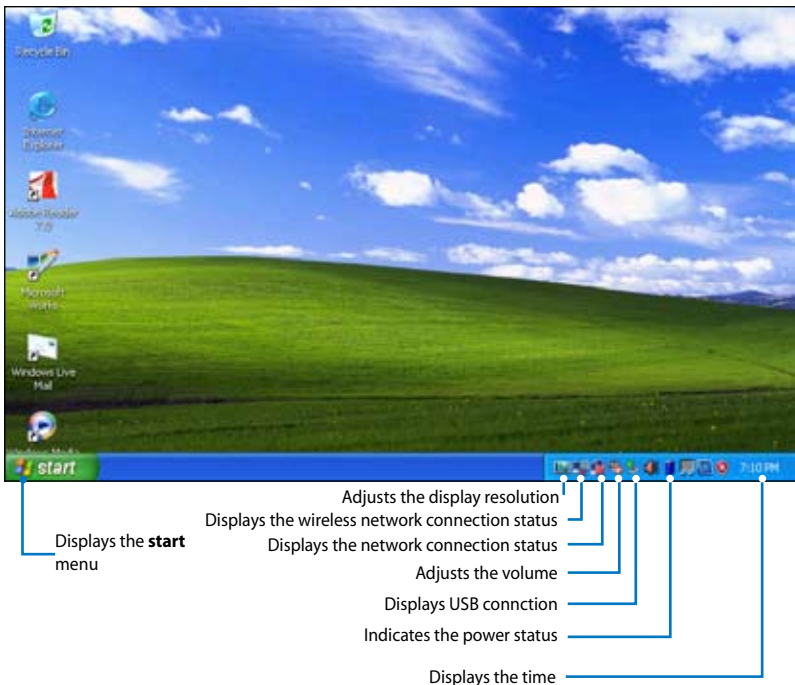 Recycle Bin
Internet
Explorer
Adobe Reader
7.0
Microsoft
Works
Windows Live
Mail
Windows Media
start
7:10 PM
Adjusts the display resolution
Displays the wireless network connection status
Displays the start
menu
Displays the network connection status
Adjusts the volume
Displays USB connction
Indicates the power status
Displays the time